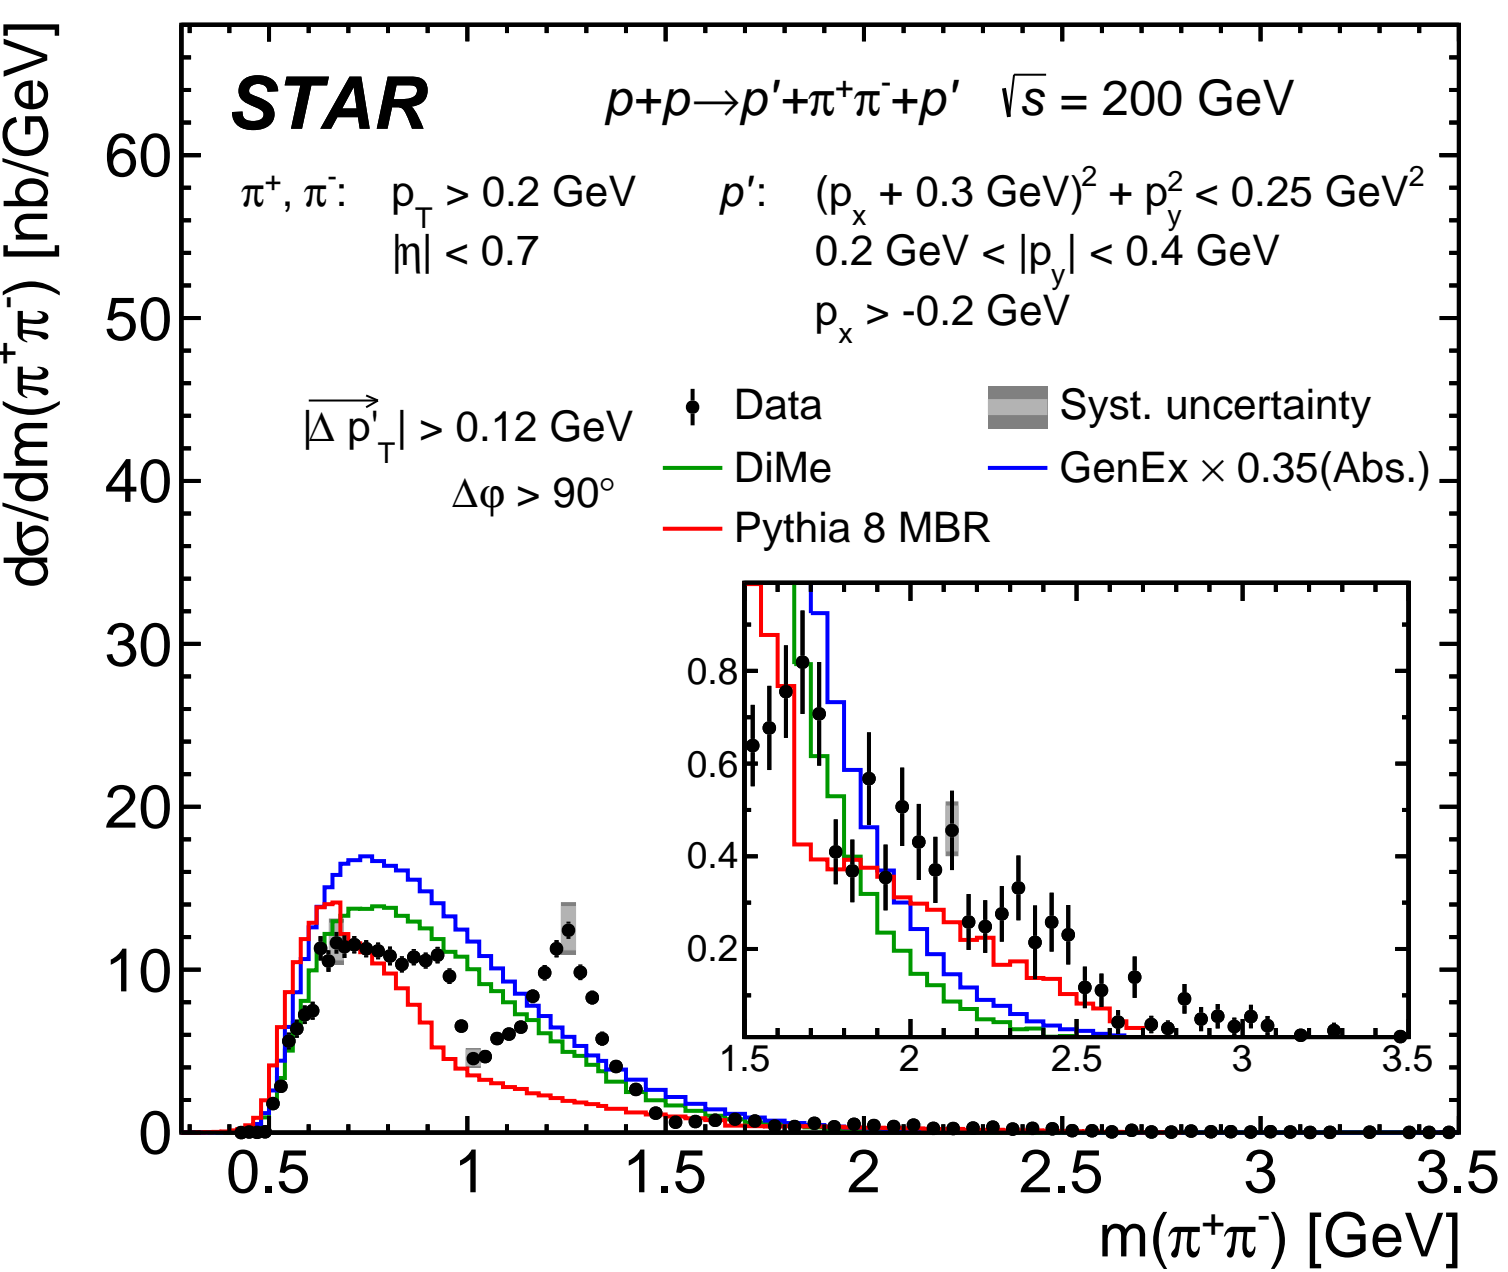 dσ/dm(π⁺π⁻) [nb/GeV]
STAR
p+p→p′+π⁺π⁻+p′ √s = 200 GeV
π⁺, π⁻: p_T > 0.2 GeV
|η| < 0.7
p′: (p_x + 0.3 GeV)² + p_y² < 0.25 GeV²
0.2 GeV < |p_y| < 0.4 GeV
p_x > -0.2 GeV
|Δ p'_T| > 0.12 GeV
Δφ > 90°
Data
Syst. uncertainty
DiMe
GenEx × 0.35(Abs.)
Pythia 8 MBR
60
50
40
30
20
10
0
0.8
0.6
0.4
0.2
1.5 2 2.5 3 3.5
0.5 1 1.5 2 2.5 3 3.5
m(π⁺π⁻) [GeV]